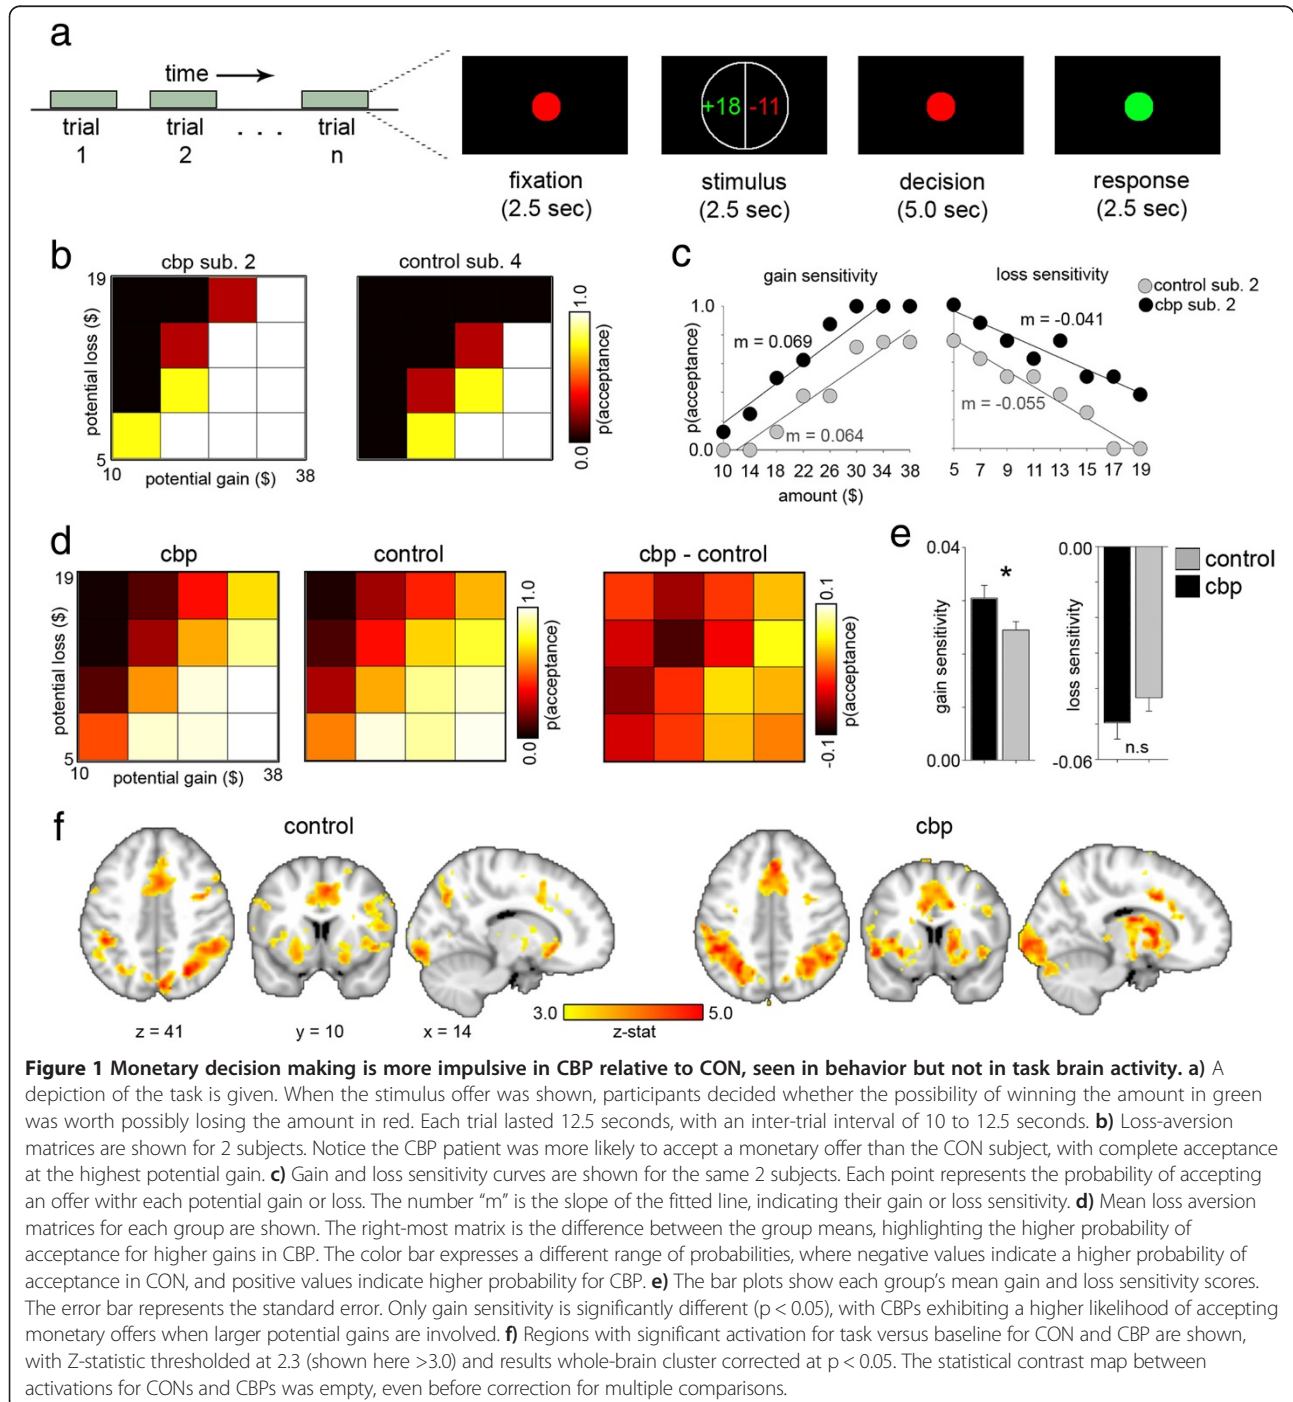 a
time
trial
1
trial
2
. . .
trial
n
+18 -11
fixation
(2.5 sec)
stimulus
(2.5 sec)
decision
(5.0 sec)
response
(2.5 sec)
b
cbp sub. 2
control sub. 4
19
potential loss ($)
5
10
potential gain ($)
38
1.0
p(acceptance)
0.0
c
gain sensitivity
loss sensitivity
control sub. 2
cbp sub. 2
1.0
p(acceptance)
0.0
m = 0.069
m = 0.064
m = -0.041
m = -0.055
10 14 18 22 26 30 34 38
5 7 9 11 13 15 17 19
amount ($)
d
cbp
control
cbp - control
19
potential loss ($)
5
10
potential gain ($)
38
1.0
p(acceptance)
0.0
0.1
p(acceptance)
-0.1
e
0.04
gain sensitivity
0.00
*
0.00
loss sensitivity
-0.06
n.s
control
cbp
f
control
cbp
z = 41
y = 10
x = 14
3.0
5.0
z-stat
Figure 1 Monetary decision making is more impulsive in CBP relative to CON, seen in behavior but not in task brain activity. a) A
depiction of the task is given. When the stimulus offer was shown, participants decided whether the possibility of winning the amount in green
was worth possibly losing the amount in red. Each trial lasted 12.5 seconds, with an inter-trial interval of 10 to 12.5 seconds. b) Loss-aversion
matrices are shown for 2 subjects. Notice the CBP patient was more likely to accept a monetary offer than the CON subject, with complete acceptance
at the highest potential gain. c) Gain and loss sensitivity curves are shown for the same 2 subjects. Each point represents the probability of accepting
an offer withr each potential gain or loss. The number “m” is the slope of the fitted line, indicating their gain or loss sensitivity. d) Mean loss aversion
matrices for each group are shown. The right-most matrix is the difference between the group means, highlighting the higher probability of
acceptance for higher gains in CBP. The color bar expresses a different range of probabilities, where negative values indicate a higher probability of
acceptance in CON, and positive values indicate higher probability for CBP. e) The bar plots show each group’s mean gain and loss sensitivity scores.
The error bar represents the standard error. Only gain sensitivity is significantly different (p < 0.05), with CBPs exhibiting a higher likelihood of accepting
monetary offers when larger potential gains are involved. f) Regions with significant activation for task versus baseline for CON and CBP are shown,
with Z-statistic thresholded at 2.3 (shown here >3.0) and results whole-brain cluster corrected at p < 0.05. The statistical contrast map between
activations for CONs and CBPs was empty, even before correction for multiple comparisons.